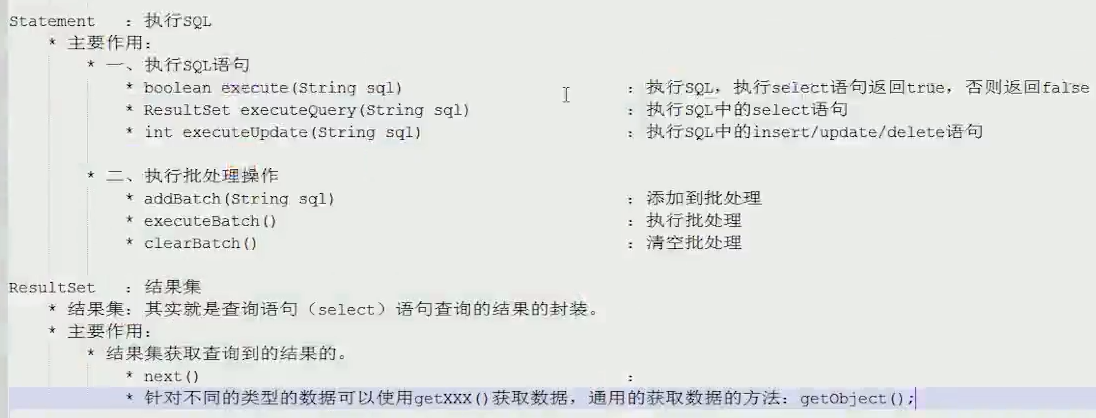 Statement : 执行SQL
* 主要作用:
* 一、执行SQL语句
* boolean execute(String sql) : 执行SQL，执行select语句返回true，否则返回false
* ResultSet executeQuery(String sql) : 执行SQL中的select语句
* int executeUpdate(String sql) : 执行SQL中的insert/update/delete语句
* 二、执行批处理操作
* addBatch(String sql) : 添加到批处理
* executeBatch() : 执行批处理
* clearBatch() : 清空批处理
ResultSet : 结果集
* 结果集: 其实就是查询语句（select）语句查询的结果的封装。
* 主要作用:
* 结果集获取查询到的结果的。
* next() :
* 针对不同的类型的数据可以使用getXXX()获取数据，通用的获取数据的方法: getObject();